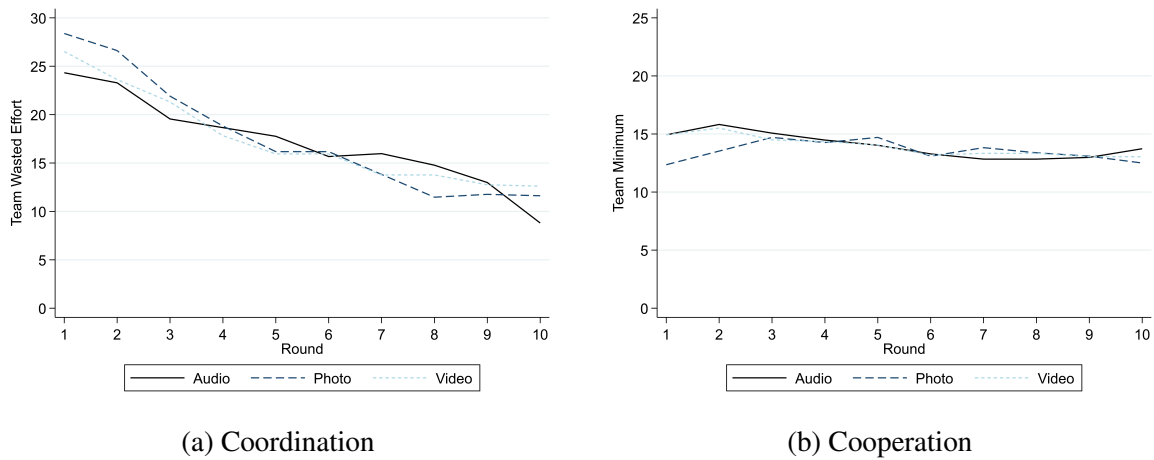 30
25
20
15
10
5
0
Team Wasted Effort
1 2 3 4 5 6 7 8 9 10
Round
Audio Photo Video
(a) Coordination
25
20
15
10
5
0
Team Minimum
1 2 3 4 5 6 7 8 9 10
Round
Audio Photo Video
(b) Cooperation